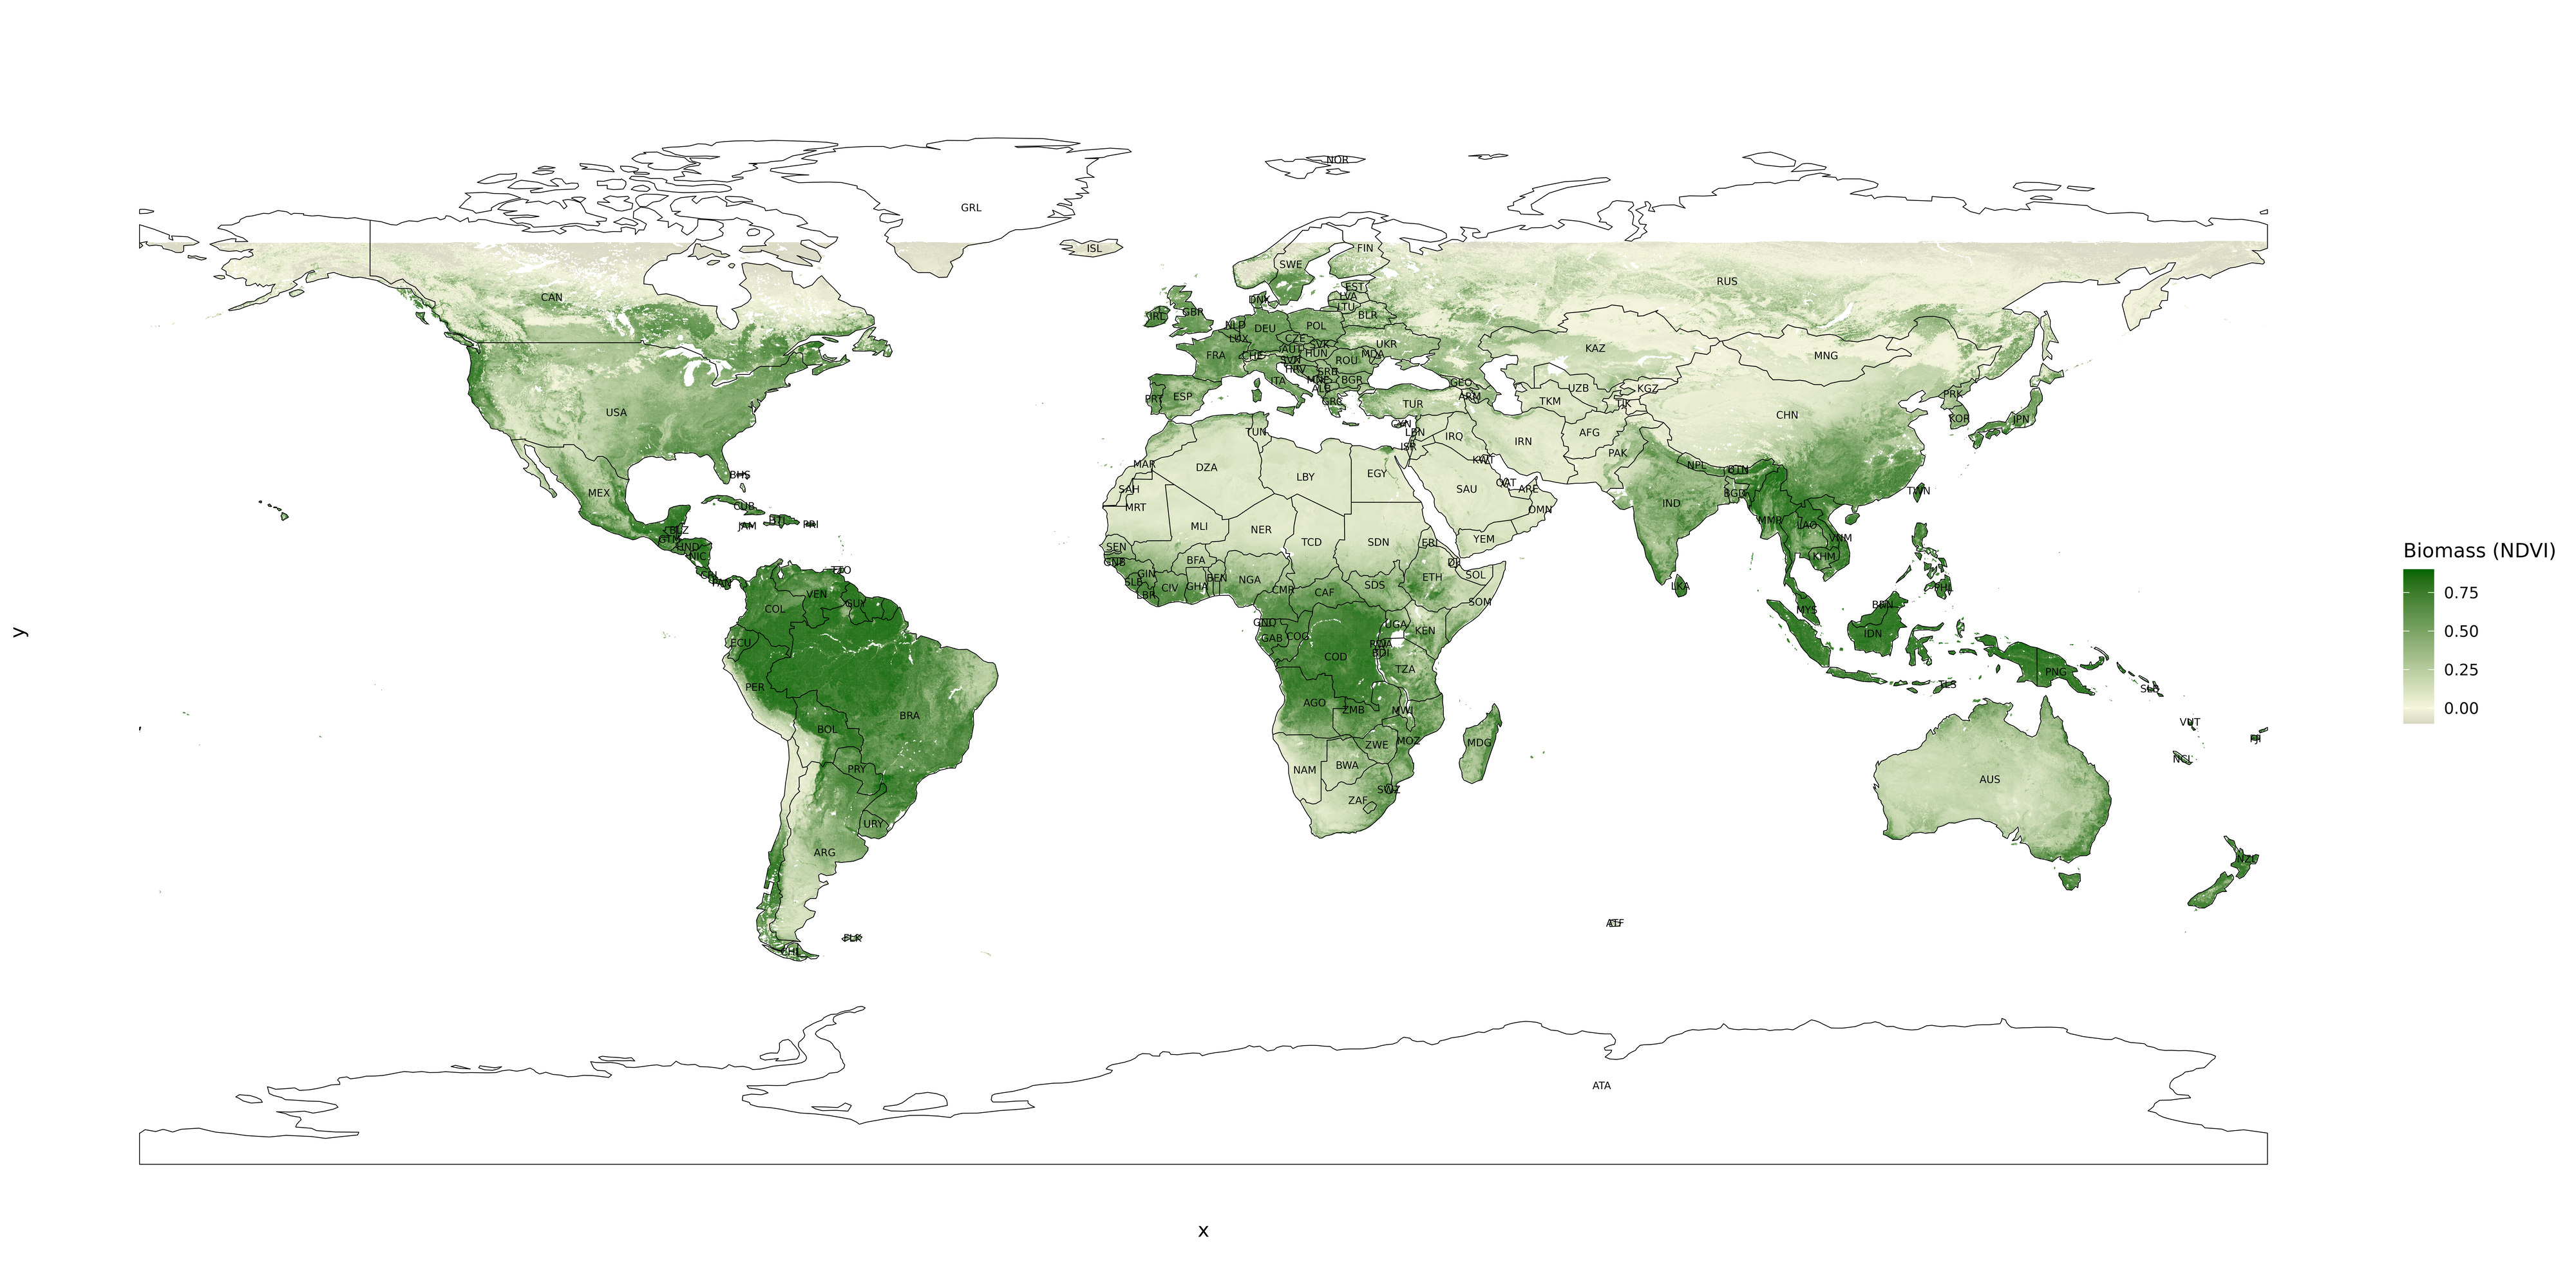 NOR
GRL
ISL
FIN
SWE
RUS
CAN
EST
LVA
LTU
DNK
IRL
GBR
BLR
NLD
DEU
POL
LUX
CZE
SVK
UKR
AUT
KAZ
FRA
CHE
HUN
MDA
MNG
SVN
ROU
HRV
SRB
ITA
MNE
BGR
GEO
ALB
UZB
KGZ
PRK
PRT
ESP
ARM
GRC
TUR
TKM
TJK
USA
CHN
KOR
JPN
CYN
TUN
LBN
IRQ
AFG
IRN
ISR
PAK
KWT
MAR
DZA
NPL
BTN
EGY
BHS
LBY
QAT
SAH
SAU
ARE
TWN
MEX
BGD
IND
CUB
MRT
OMN
JAM
HTI
PRI
MLI
NER
MMR
LAO
BLZ
GTM
YEM
VNM
HND
SEN
TCD
SDN
ERI
NIC
KHM
GNB
BFA
DJI
TTO
GIN
CRI
SOL
PAN
SLB
BEN
NGA
ETH
CIV
GHA
SDS
LKA
PHL
CMR
CAF
VEN
LBR
SOM
GUY
BRN
COL
MYS
GNQ
UGA
KEN
IDN
GAB
COG
ECU
RWA
BDI
COD
TZA
PNG
PER
TLS
SLB
AGO
ZMB
MWI
BRA
VUT
BOL
FJI
MOZ
MDG
ZWE
NCL
BWA
PRY
NAM
AUS
SWZ
ZAF
URY
ARG
NZL
ATF
FLK
CHL
ATA
Biomass (NDVI)
0.75
0.50
0.25
0.00
y
x